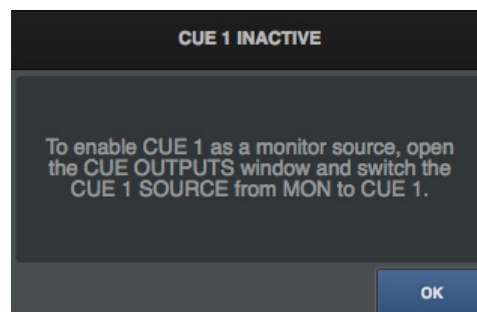 CUE 1 INACTIVE
To enable CUE 1 as a monitor source, open
the CUE OUTPUTS window and switch the
CUE 1 SOURCE from MON to CUE 1.
OK